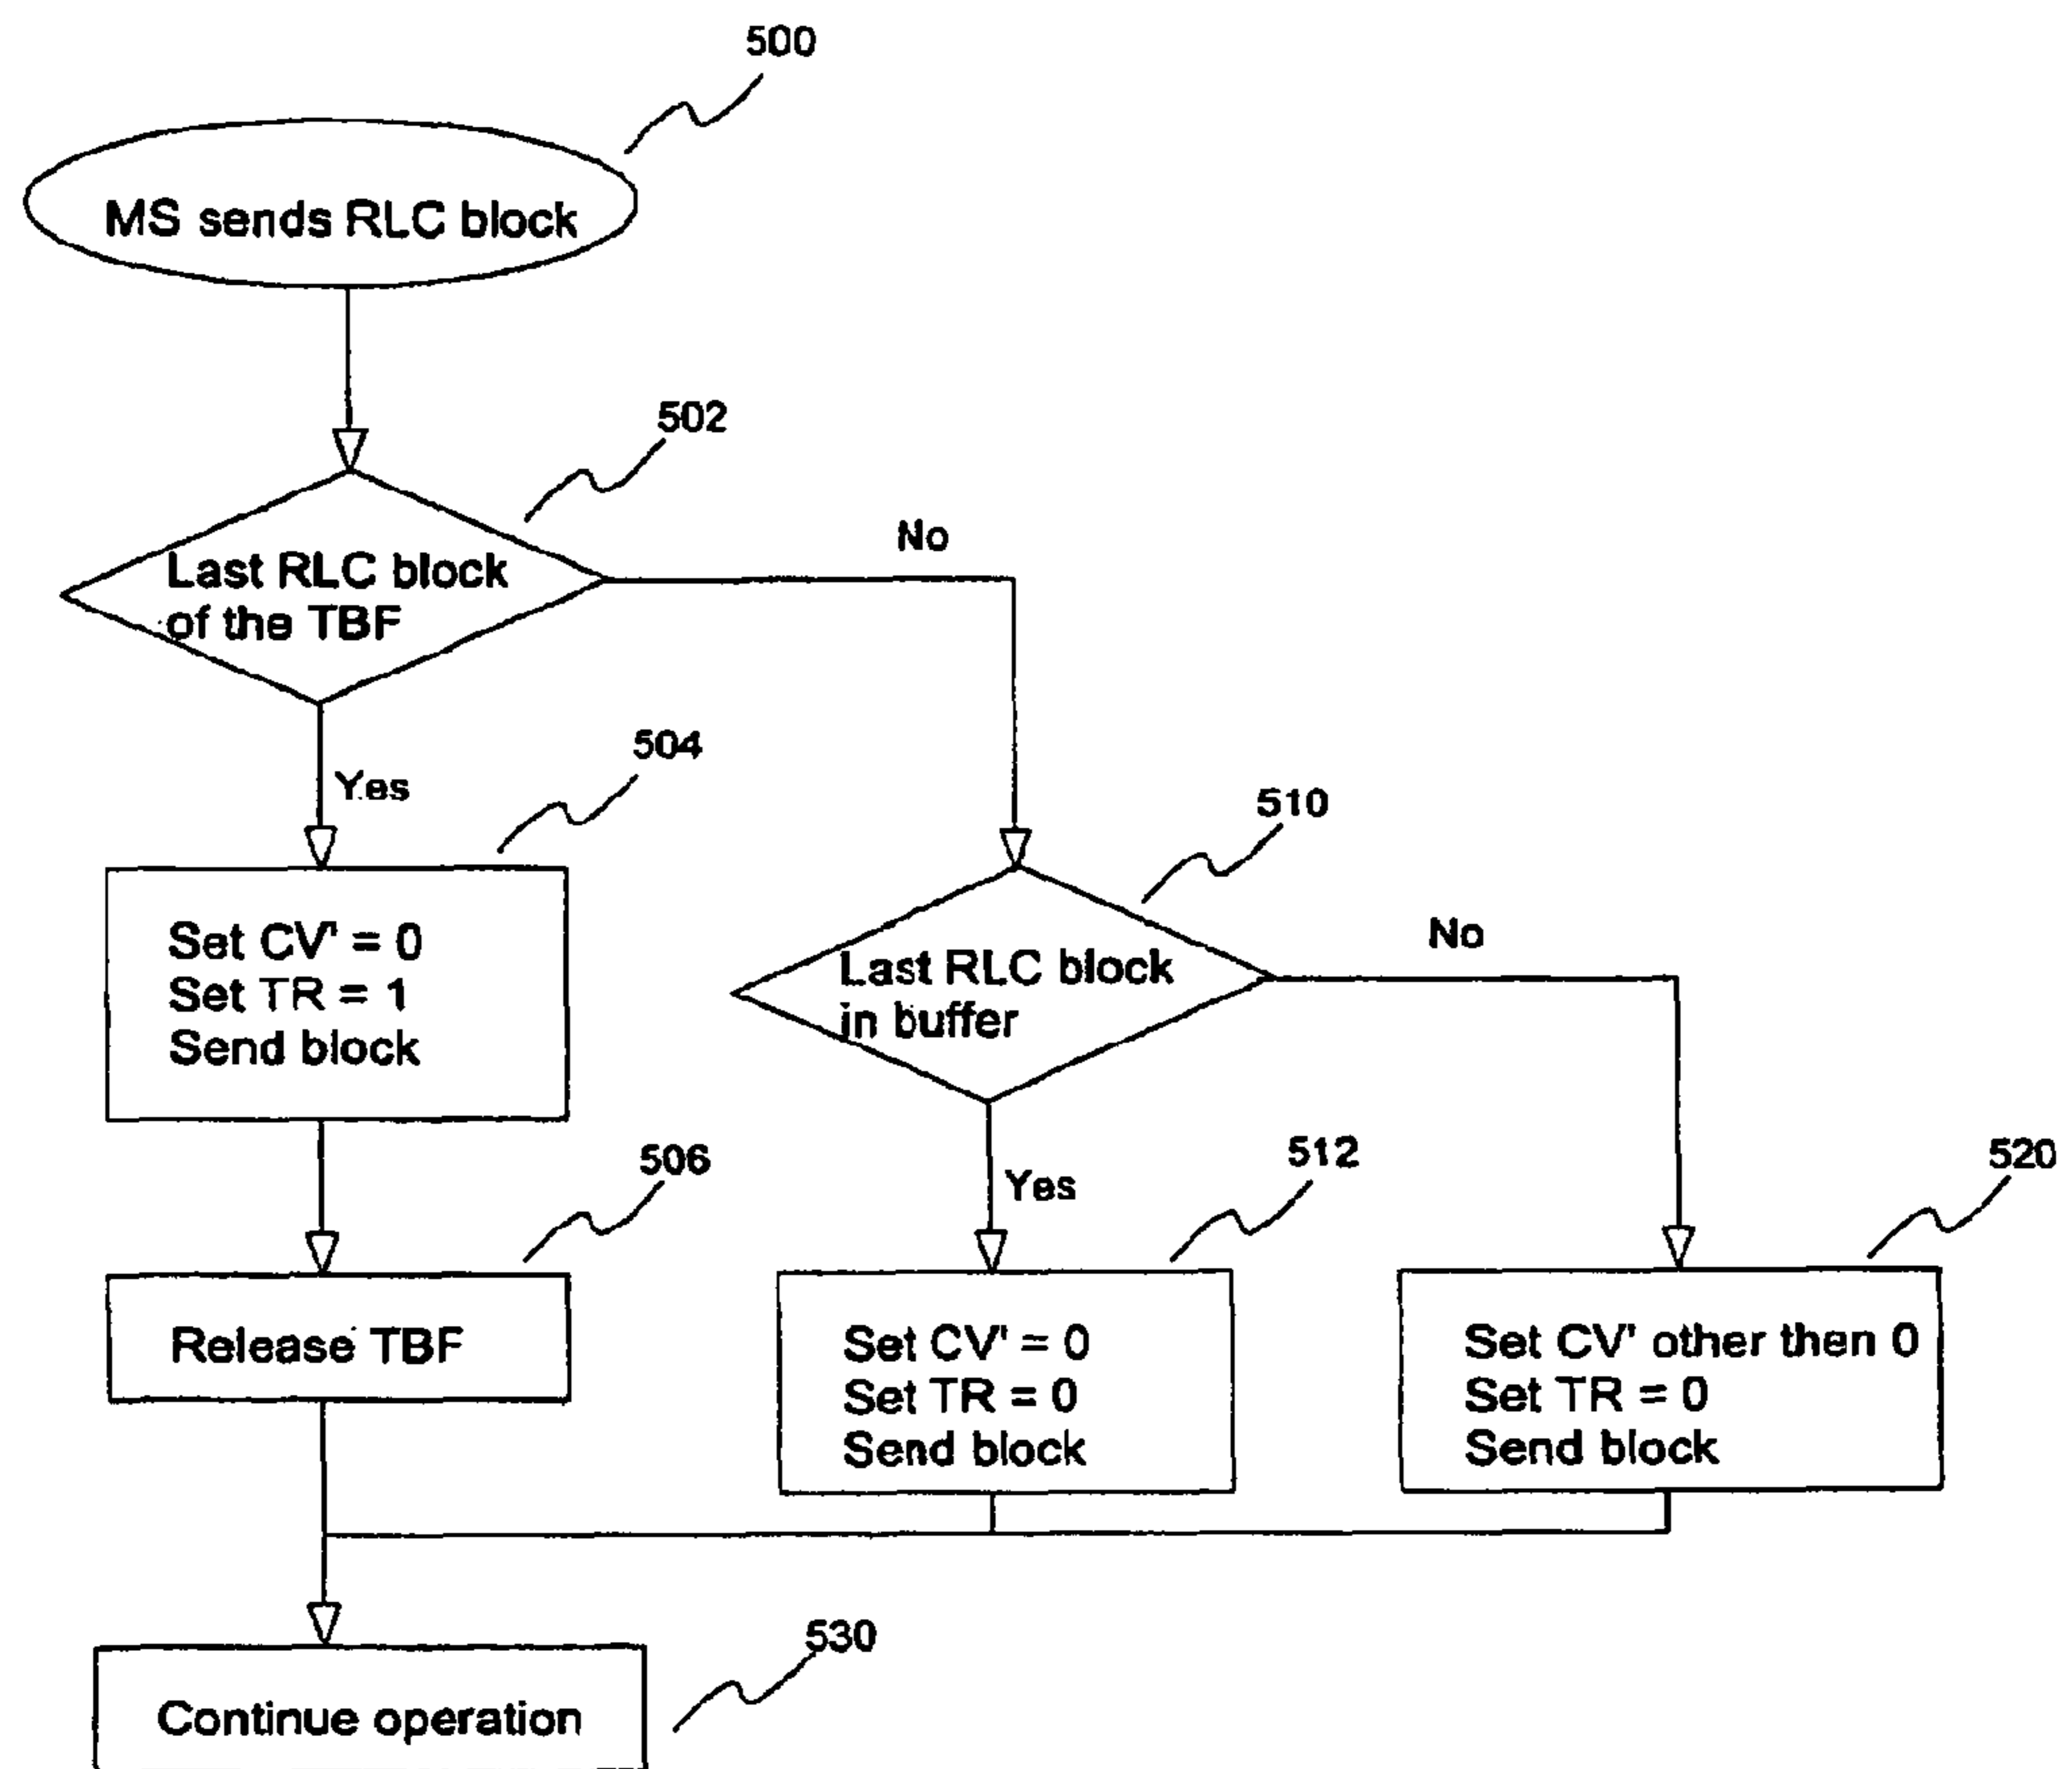 500
MS sends RLC block
502
Last RLC block
of the TBF
No
Yes
504
Set CV' = 0
Set TR = 1
Send block
510
Last RLC block
in buffer
No
Yes
506
Release TBF
512
Set CV' = 0
Set TR = 0
Send block
520
Set CV' other then 0
Set TR = 0
Send block
530
Continue operation